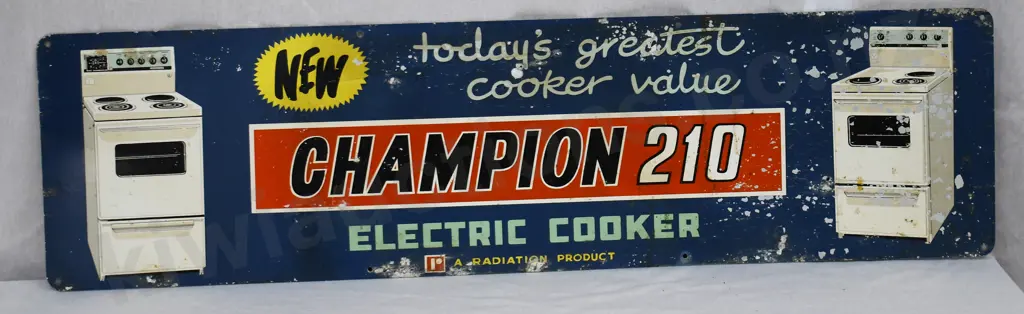 NEW
today's greatest
cooker value
CHAMPION 210
ELECTRIC COOKER
r A RADIATION PRODUCT